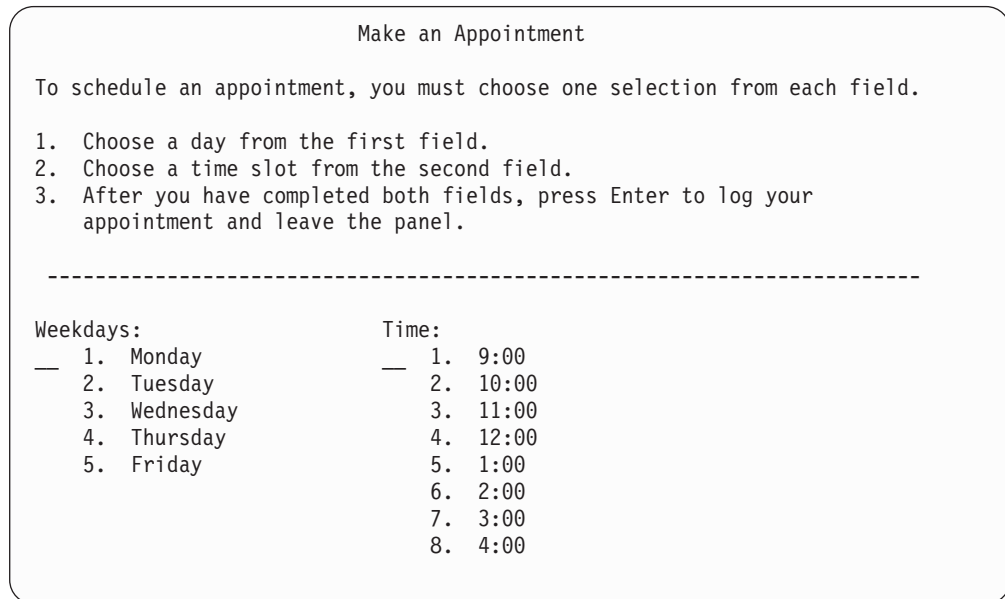 Make an Appointment
To schedule an appointment, you must choose one selection from each field.
1. Choose a day from the first field.
2. Choose a time slot from the second field.
3. After you have completed both fields, press Enter to log your
appointment and leave the panel.
-------------------------------------------------------------------------
Weekdays: Time:
__ 1. Monday __ 1. 9:00
2. Tuesday 2. 10:00
3. Wednesday 3. 11:00
4. Thursday 4. 12:00
5. Friday 5. 1:00
6. 2:00
7. 3:00
8. 4:00